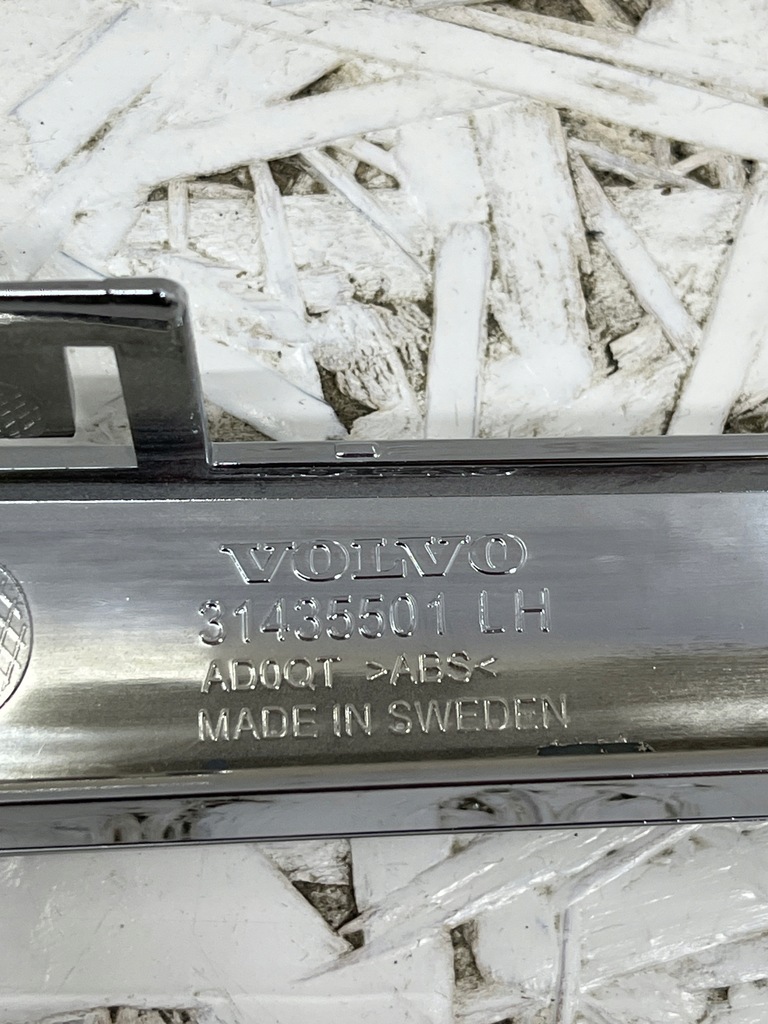 VOLVO
31435501 LH
AD0QT >ABS<
MADE IN SWEDEN